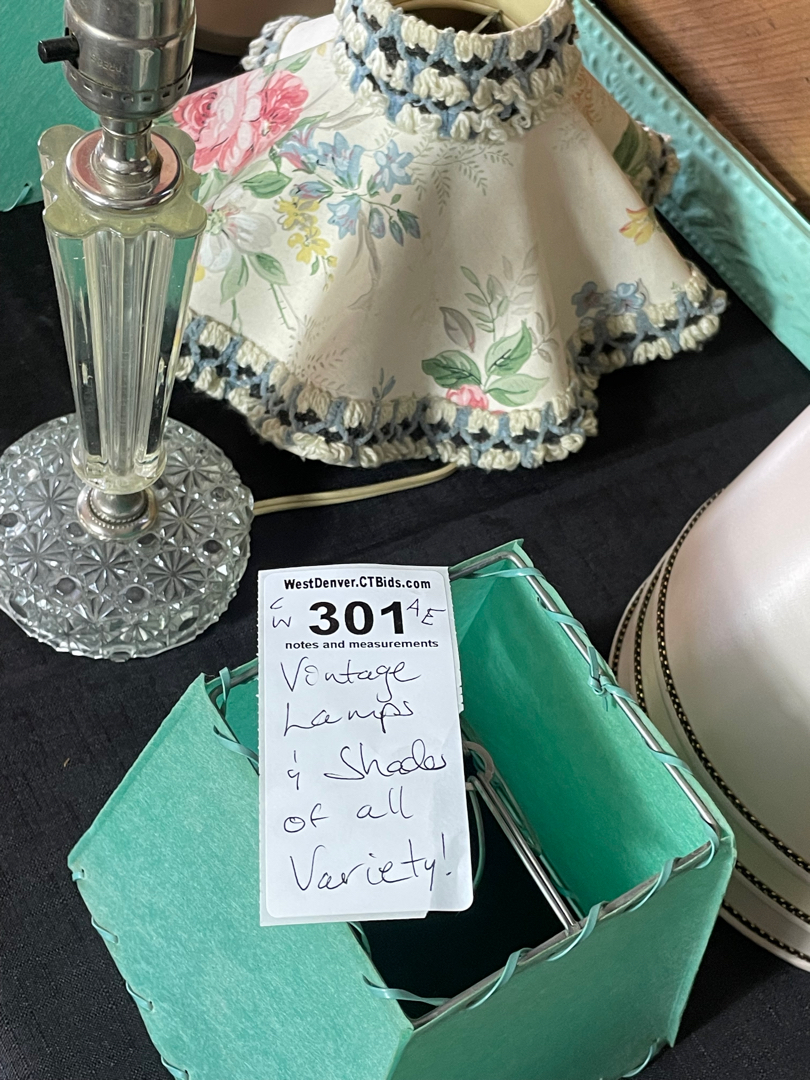 WestDenver.CTBids.com
CW 301 AE
notes and measurements
Vintage
Lamps
& Shades
of all
Variety!